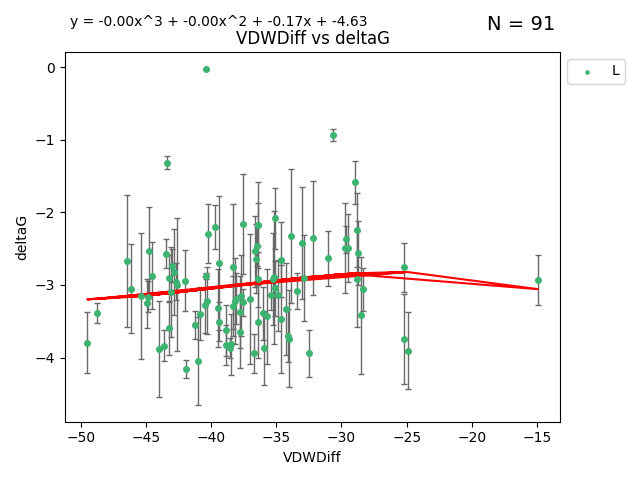 y = -0.00x^3 + -0.00x^2 + -0.17x + -4.63
N = 91
VDWDiff vs deltaG
L
deltaG
0
−1
−2
−3
−4
−50 −45 −40 −35 −30 −25 −20 −15
VDWDiff